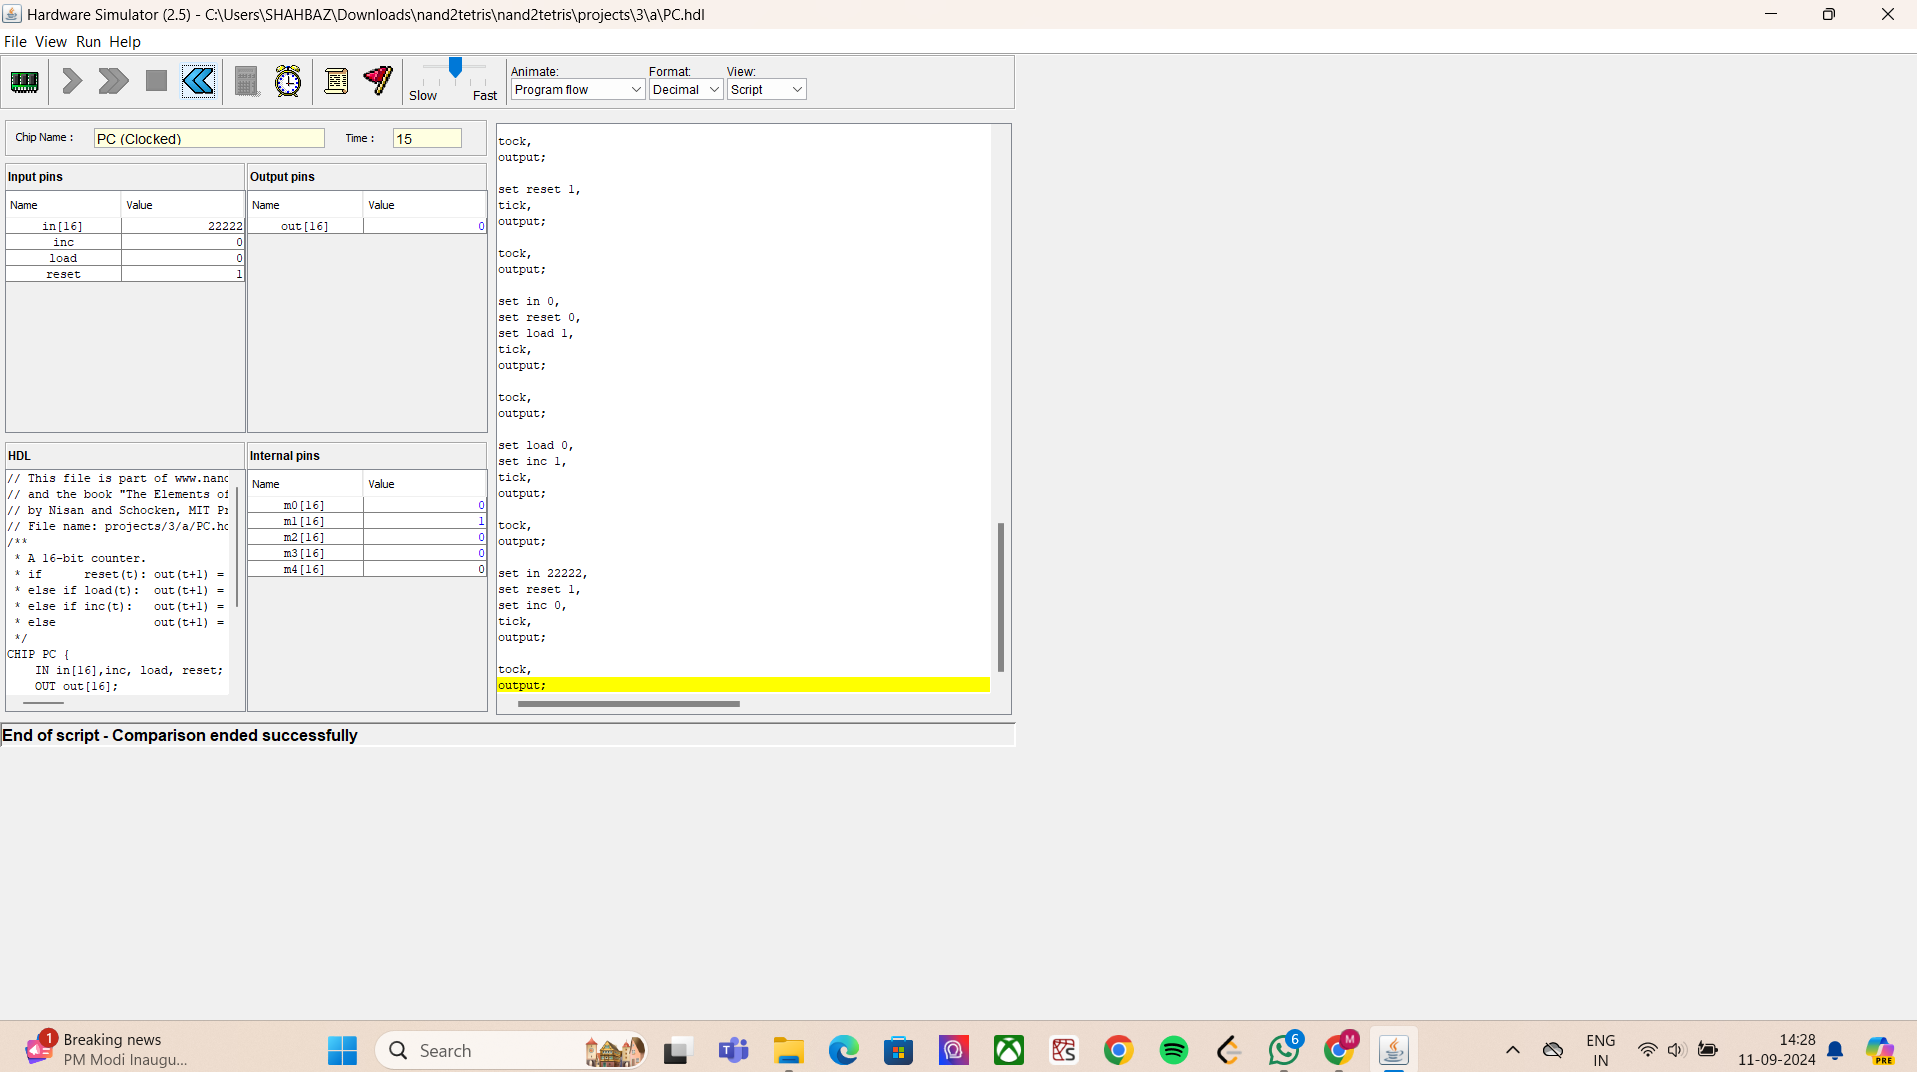 Hardware Simulator (2.5) - C:\Users\SHAHBAZ\Downloads\nand2tetris\nand2tetris\projects\3\a\PC.hdl
File View Run Help
Slow Fast
Animate: Format: View:
Program flow Decimal Script
Chip Name : PC (Clocked) Time : 15
Input pins
Name Value
in[16] 22222
inc 0
load 0
reset 1
Output pins
Name Value
out[16] 0
HDL
// This file is part of www.nand
// and the book "The Elements of
// by Nisan and Schocken, MIT Pr
// File name: projects/3/a/PC.hd
/**
* A 16-bit counter.
* if reset(t): out(t+1) =
* else if load(t): out(t+1) =
* else if inc(t): out(t+1) =
* else out(t+1) =
*/
CHIP PC {
IN in[16],inc, load, reset;
OUT out[16];
Internal pins
Name Value
m0[16] 0
m1[16] 1
m2[16] 0
m3[16] 0
m4[16] 0
tock,
output;
set reset 1,
tick,
output;
tock,
output;
set in 0,
set reset 0,
set load 1,
tick,
output;
tock,
output;
set load 0,
set inc 1,
tick,
output;
tock,
output;
set in 22222,
set reset 1,
set inc 0,
tick,
output;
tock,
output;
End of script - Comparison ended successfully
1
Breaking news
PM Modi Inaugu...
Search
6
M
ENG
IN
14:28
11-09-2024
PRE